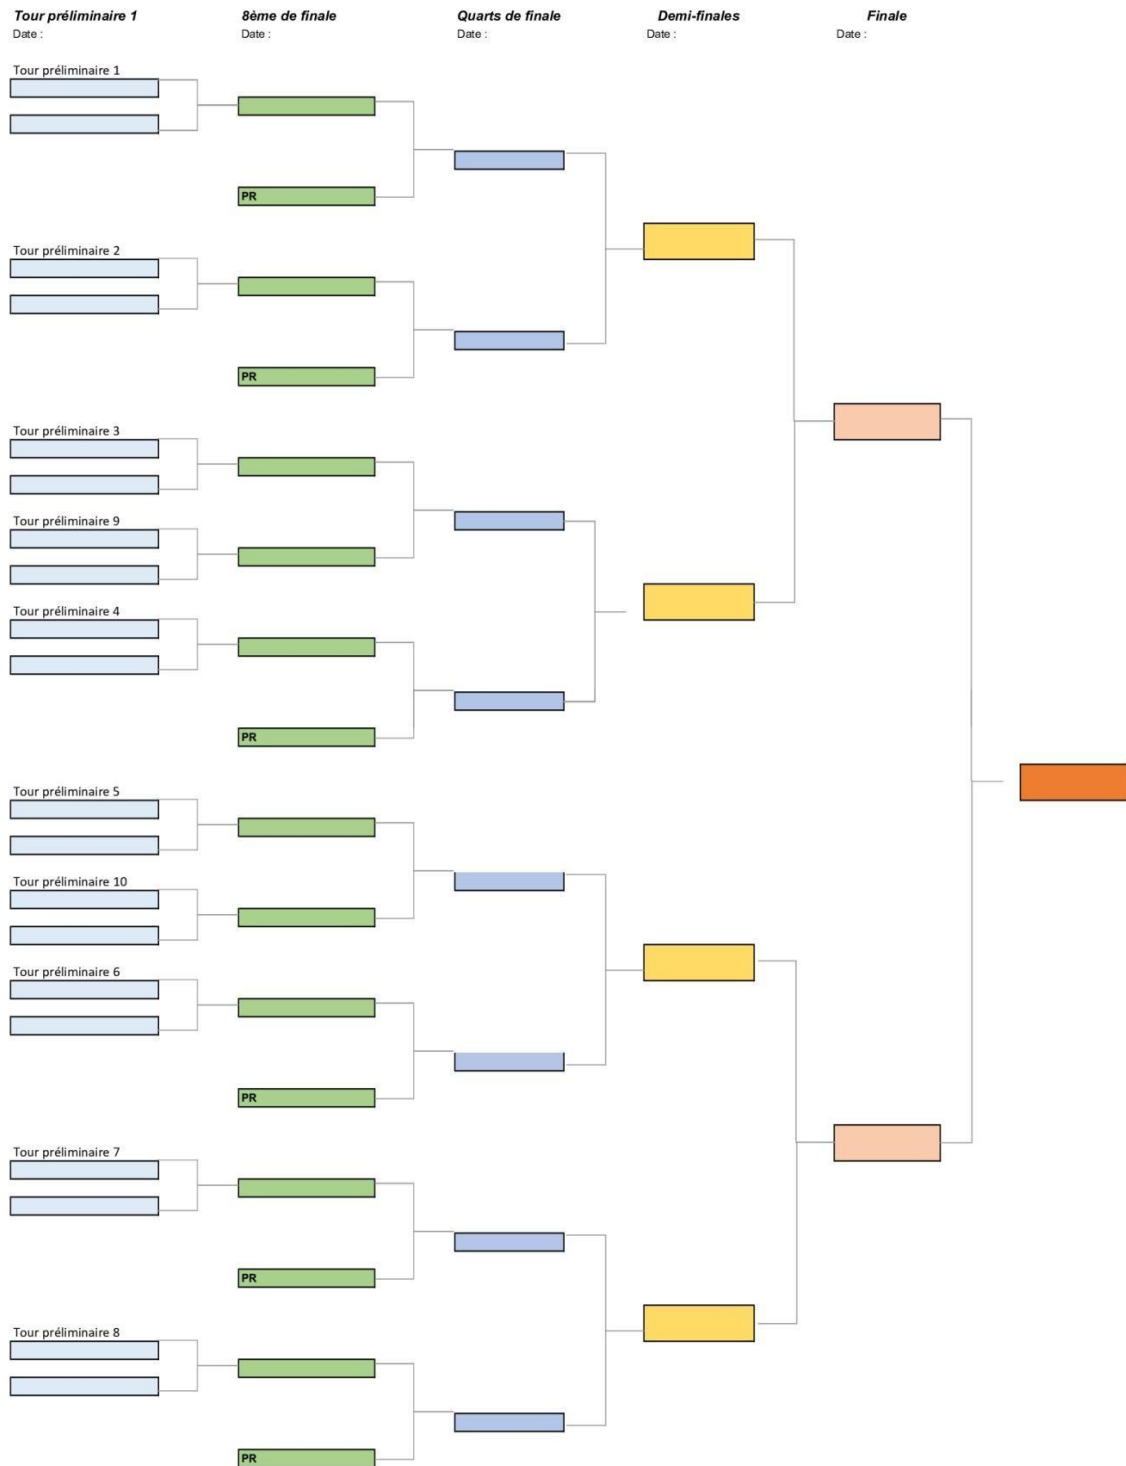 Tour préliminaire 1
8ème de finale
Quarts de finale
Demi-finales
Finale
Date :
Date :
Date :
Date :
Date :
Tour préliminaire 1
PR
Tour préliminaire 2
PR
Tour préliminaire 3
Tour préliminaire 9
Tour préliminaire 4
PR
Tour préliminaire 5
Tour préliminaire 10
Tour préliminaire 6
PR
Tour préliminaire 7
PR
Tour préliminaire 8
PR